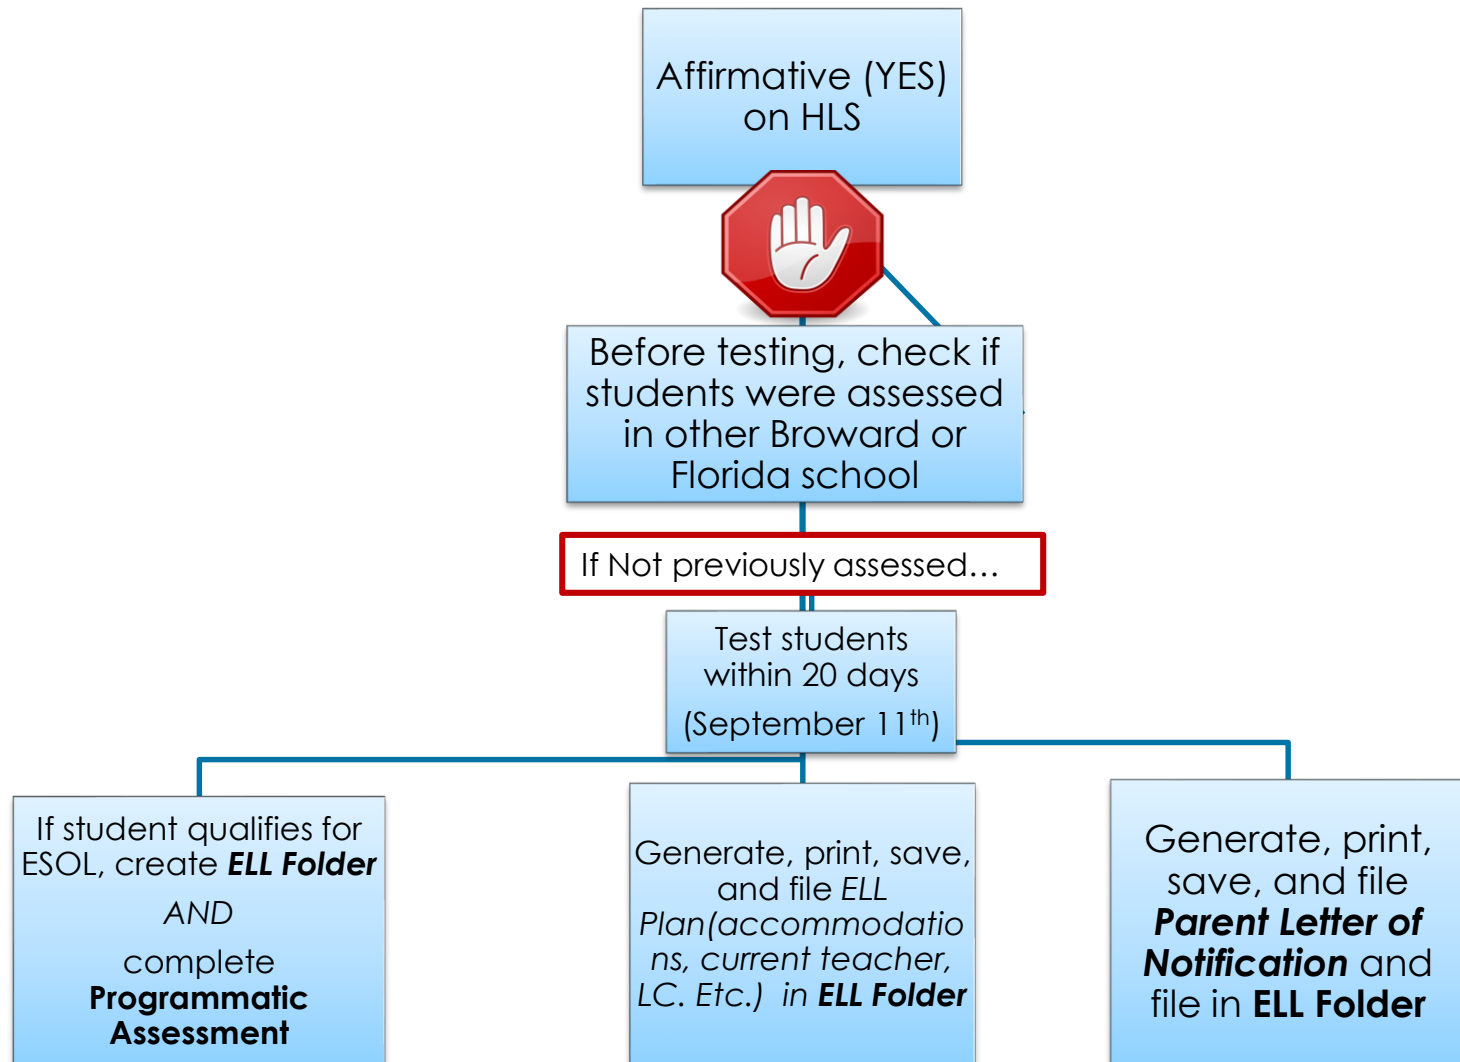 Affirmative (YES)
on HLS
Before testing, check if
students were assessed
in other Broward or
Florida school
If Not previously assessed…
Test students
within 20 days
(September 11th)
If student qualifies for
ESOL, create ELL Folder
AND
complete
Programmatic
Assessment
Generate, print, save,
and file ELL
Plan(accommodatio
ns, current teacher,
LC. Etc.) in ELL Folder
Generate, print,
save, and file
Parent Letter of
Notification and
file in ELL Folder